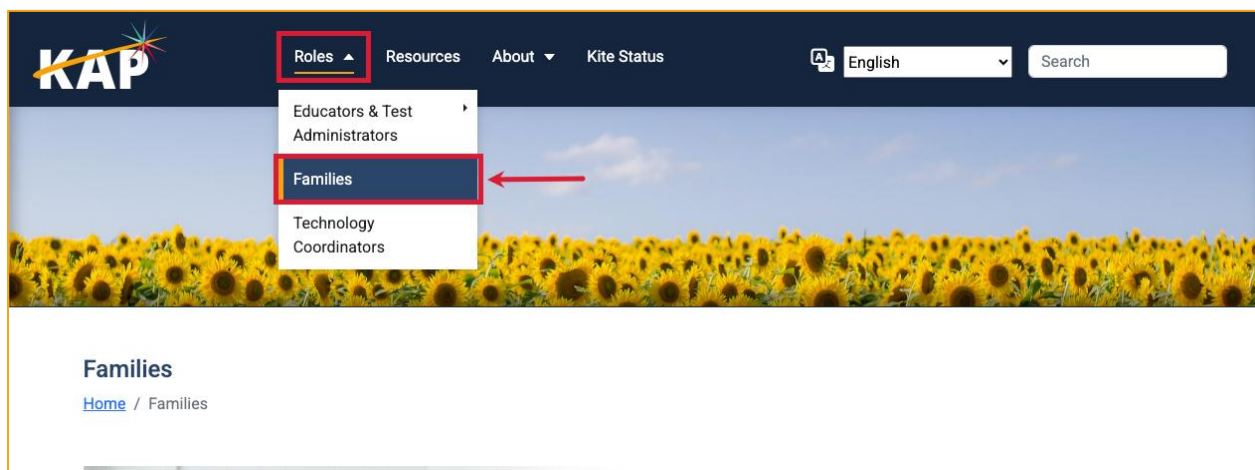 KAP
Roles Resources About Kite Status
English
Search
Educators & Test
Administrators
Families
Technology
Coordinators
Families
Home / Families